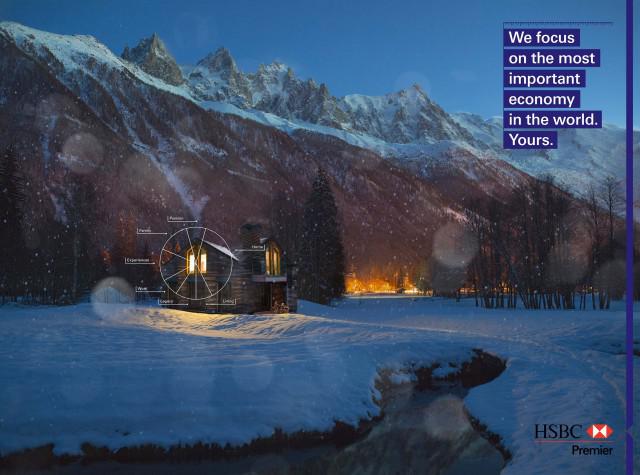 We focus
on the most
important
economy
in the world.
Yours.
Pension
Family
Home
Experiences
Work
Legacy
Living
HSBC
Premier